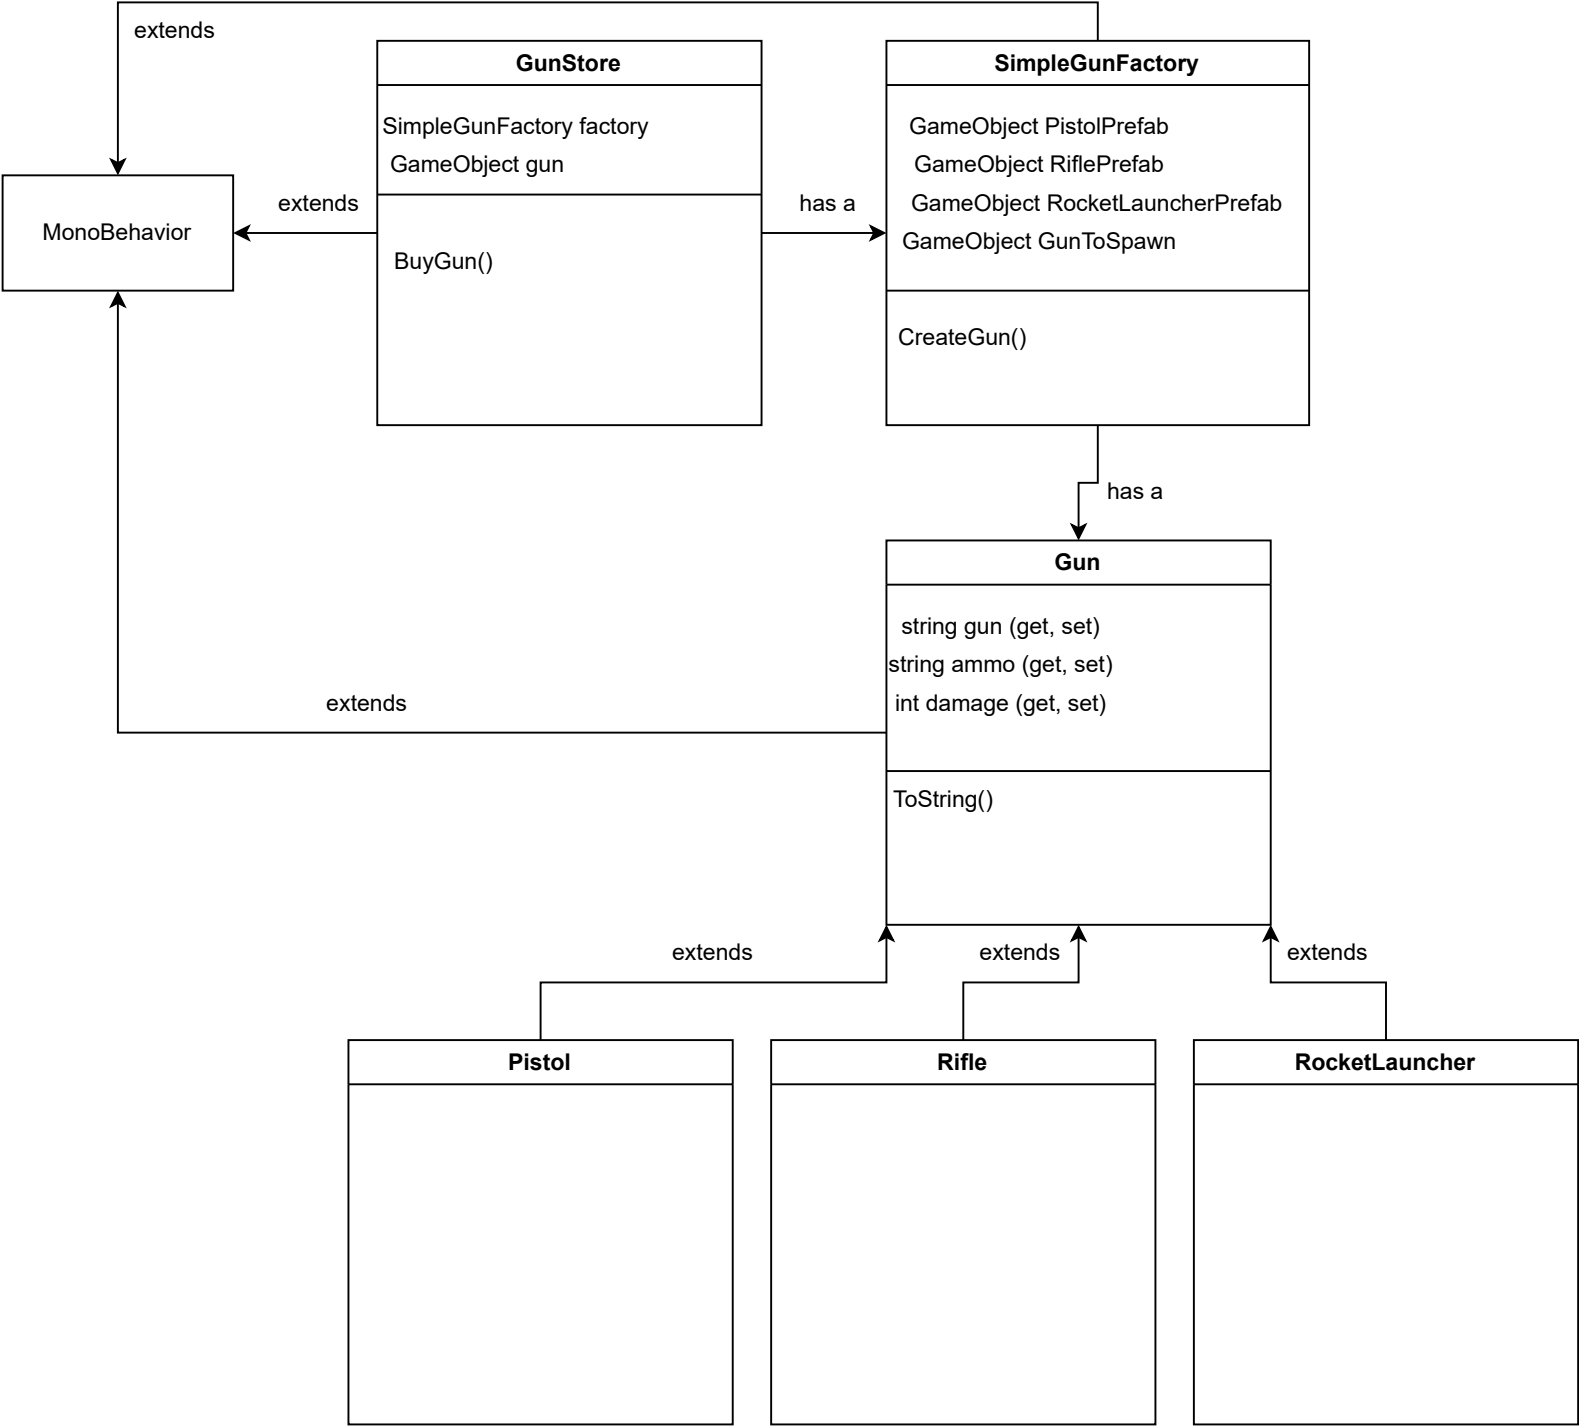 extends
GunStore
SimpleGunFactory factory
GameObject gun
BuyGun()
SimpleGunFactory
GameObject PistolPrefab
GameObject RiflePrefab
GameObject RocketLauncherPrefab
GameObject GunToSpawn
CreateGun()
MonoBehavior
extends
has a
has a
Gun
string gun (get, set)
string ammo (get, set)
int damage (get, set)
ToString()
extends
extends
extends
extends
Pistol
Rifle
RocketLauncher